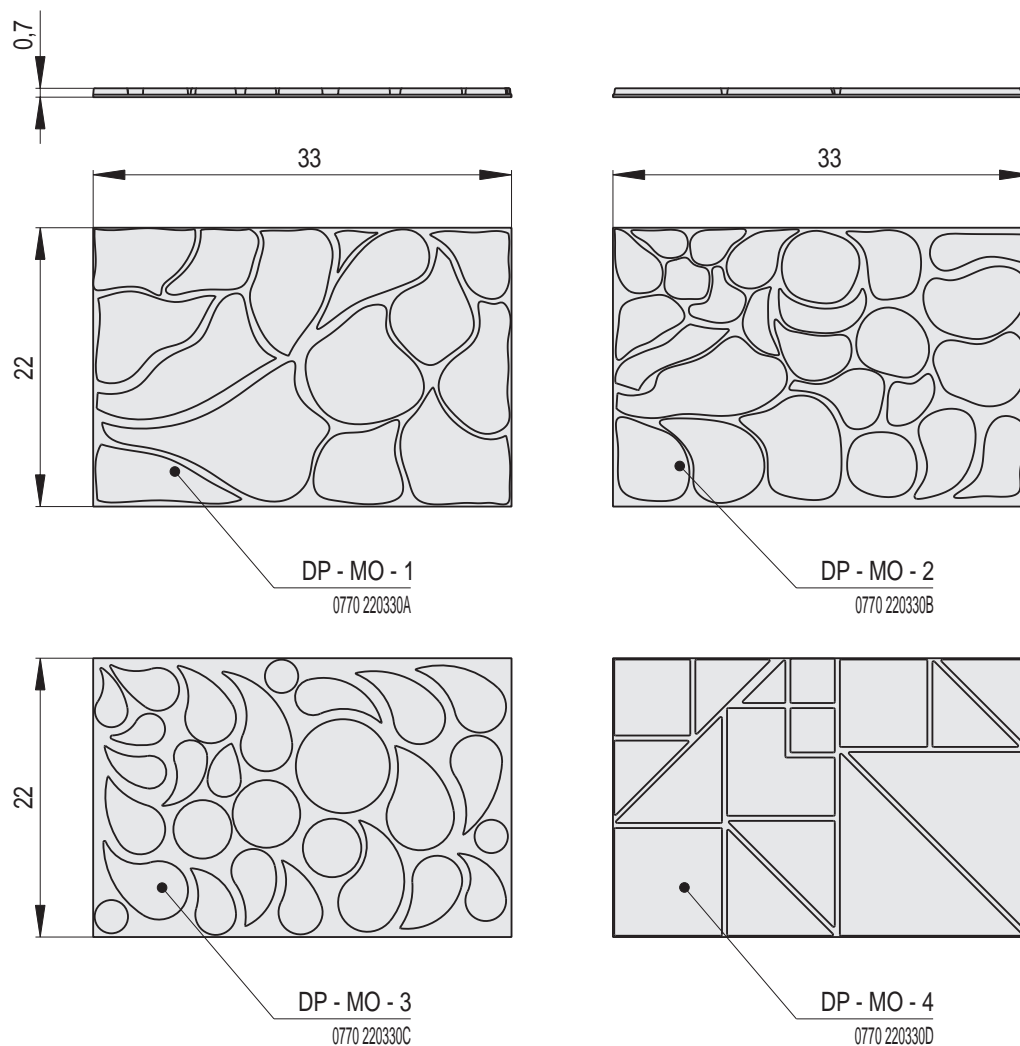 0,7
33
33
22
DP - MO - 1
0770 220330A
DP - MO - 2
0770 220330B
22
DP - MO - 3
0770 220330C
DP - MO - 4
0770 220330D